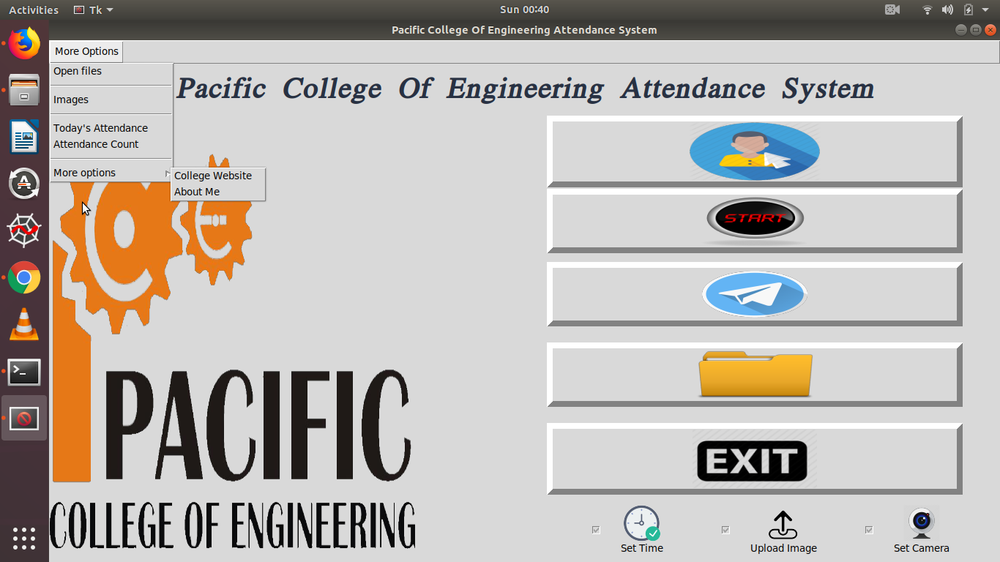 Activities Tk Sun 00:40
Pacific College Of Engineering Attendance System
More Options
Open files
Images
Today's Attendance
Attendance Count
More options
College Website
About Me
Pacific College Of Engineering Attendance System
START
EXIT
PACIFIC
COLLEGE OF ENGINEERING
Set Time Upload Image Set Camera